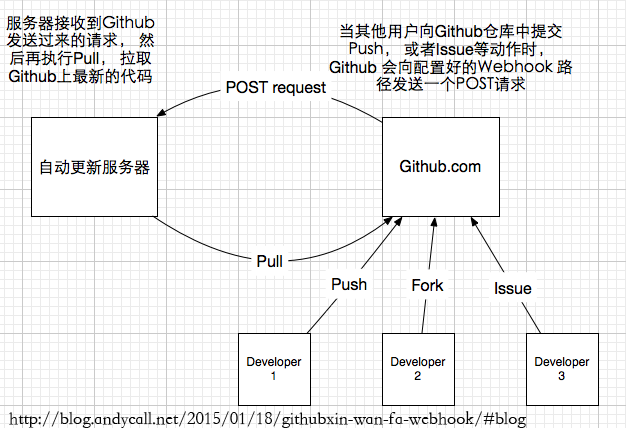 服务器接收到Github
发送过来的请求， 然
后再执行Pull， 拉取
Github上最新的代码
当其他用户向Github仓库中提交
Push， 或者Issue等动作时，
Github 会向配置好的Webhook 路
径发送一个POST请求
POST request
自动更新服务器
Github.com
Pull
Push
Fork
Issue
Developer
1
Developer
2
Developer
3
http://blog.andycall.net/2015/01/18/githubxin-wan-fa-webhook/#blog